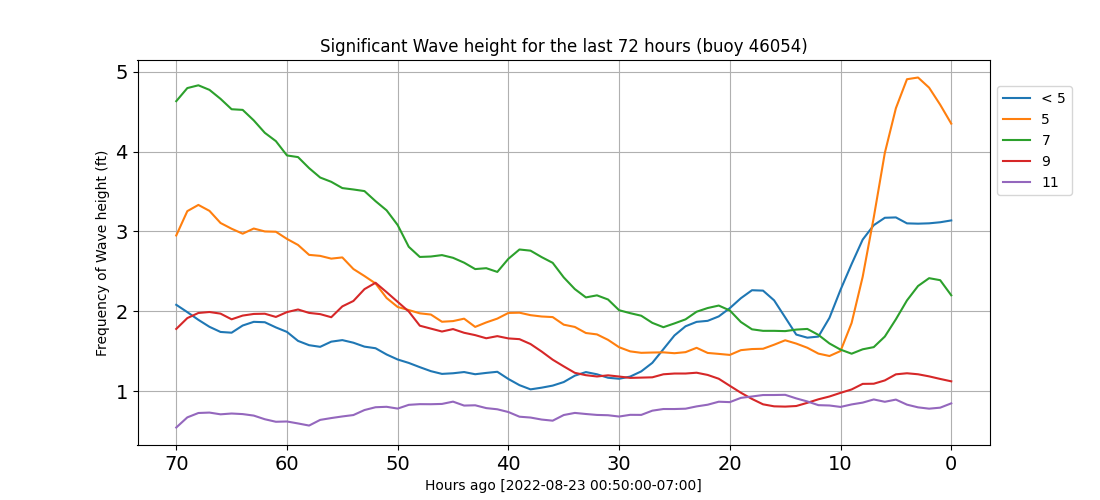 Significant Wave height for the last 72 hours (buoy 46054)
Frequency of Wave height (ft)
5
4
3
2
1
70 60 50 40 30 20 10 0
Hours ago [2022-08-23 00:50:00-07:00]
< 5
5
7
9
11